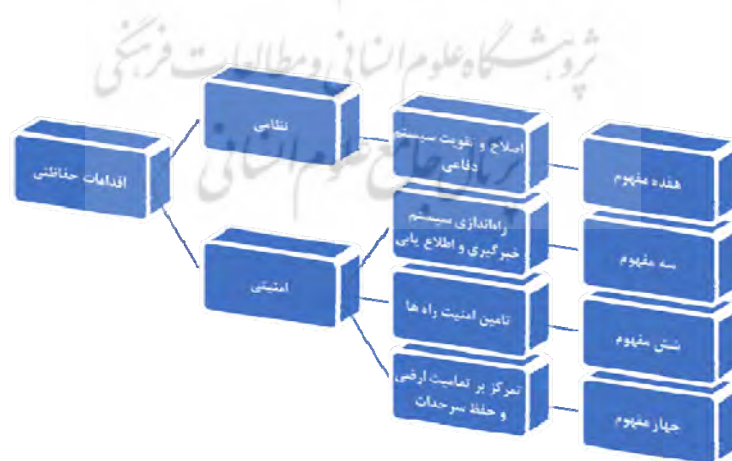 پژوهشگاه علوم انسانی و مطالعات فرهنگی
پرتال جامع علوم انسانی
اقدامات حفاظتی
نظامی
اصلاح و تقویت سیستم
دفاعی
هفده مفهوم
امنیتی
راه‌اندازی سیستم
خبرگیری و اطلاع یابی
سه مفهوم
تامین امنیت راه ها
شش مفهوم
تمرکز بر تمامیت ارضی
و حفظ سرحدات
چهار مفهوم